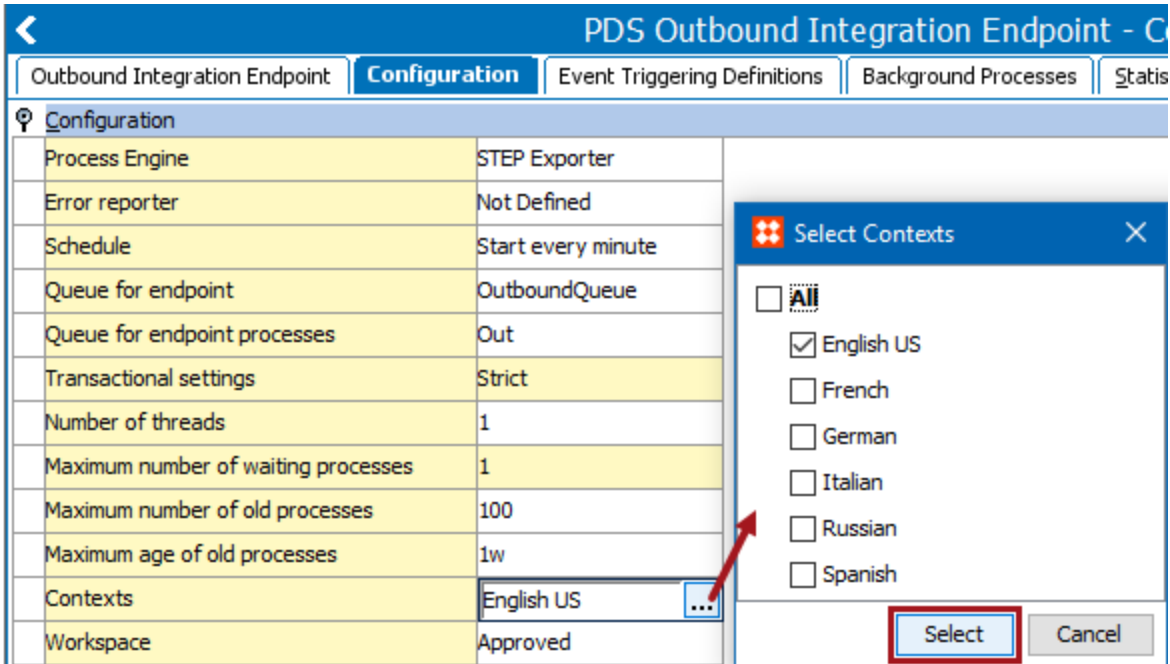 PDS Outbound Integration Endpoint - C
Outbound Integration Endpoint Configuration Event Triggering Definitions Background Processes Statis
Configuration
Process Engine STEP Exporter
Error reporter Not Defined
Schedule Start every minute
Queue for endpoint OutboundQueue
Queue for endpoint processes Out
Transactional settings Strict
Number of threads 1
Maximum number of waiting processes 1
Maximum number of old processes 100
Maximum age of old processes 1w
Contexts English US ...
Workspace Approved
Select Contexts
All
English US
French
German
Italian
Russian
Spanish
Select Cancel